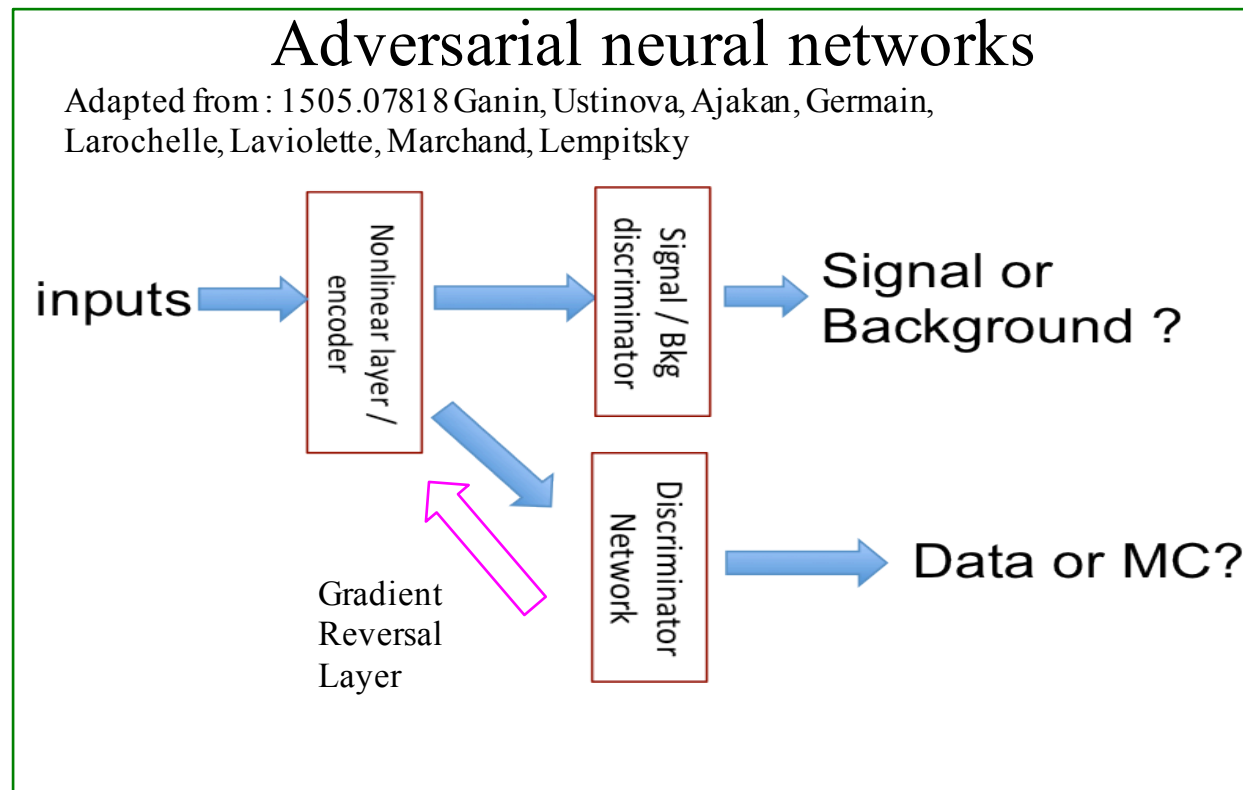 Adversarial neural networks
Adapted from : 1505.07818 Ganin, Ustinova, Ajakan, Germain,
Larochelle, Laviolette, Marchand, Lempitsky
inputs
Nonlinear layer /
encoder
Signal / Bkg
discriminator
Signal or
Background ?
Gradient
Reversal
Layer
Discriminator
Network
Data or MC?